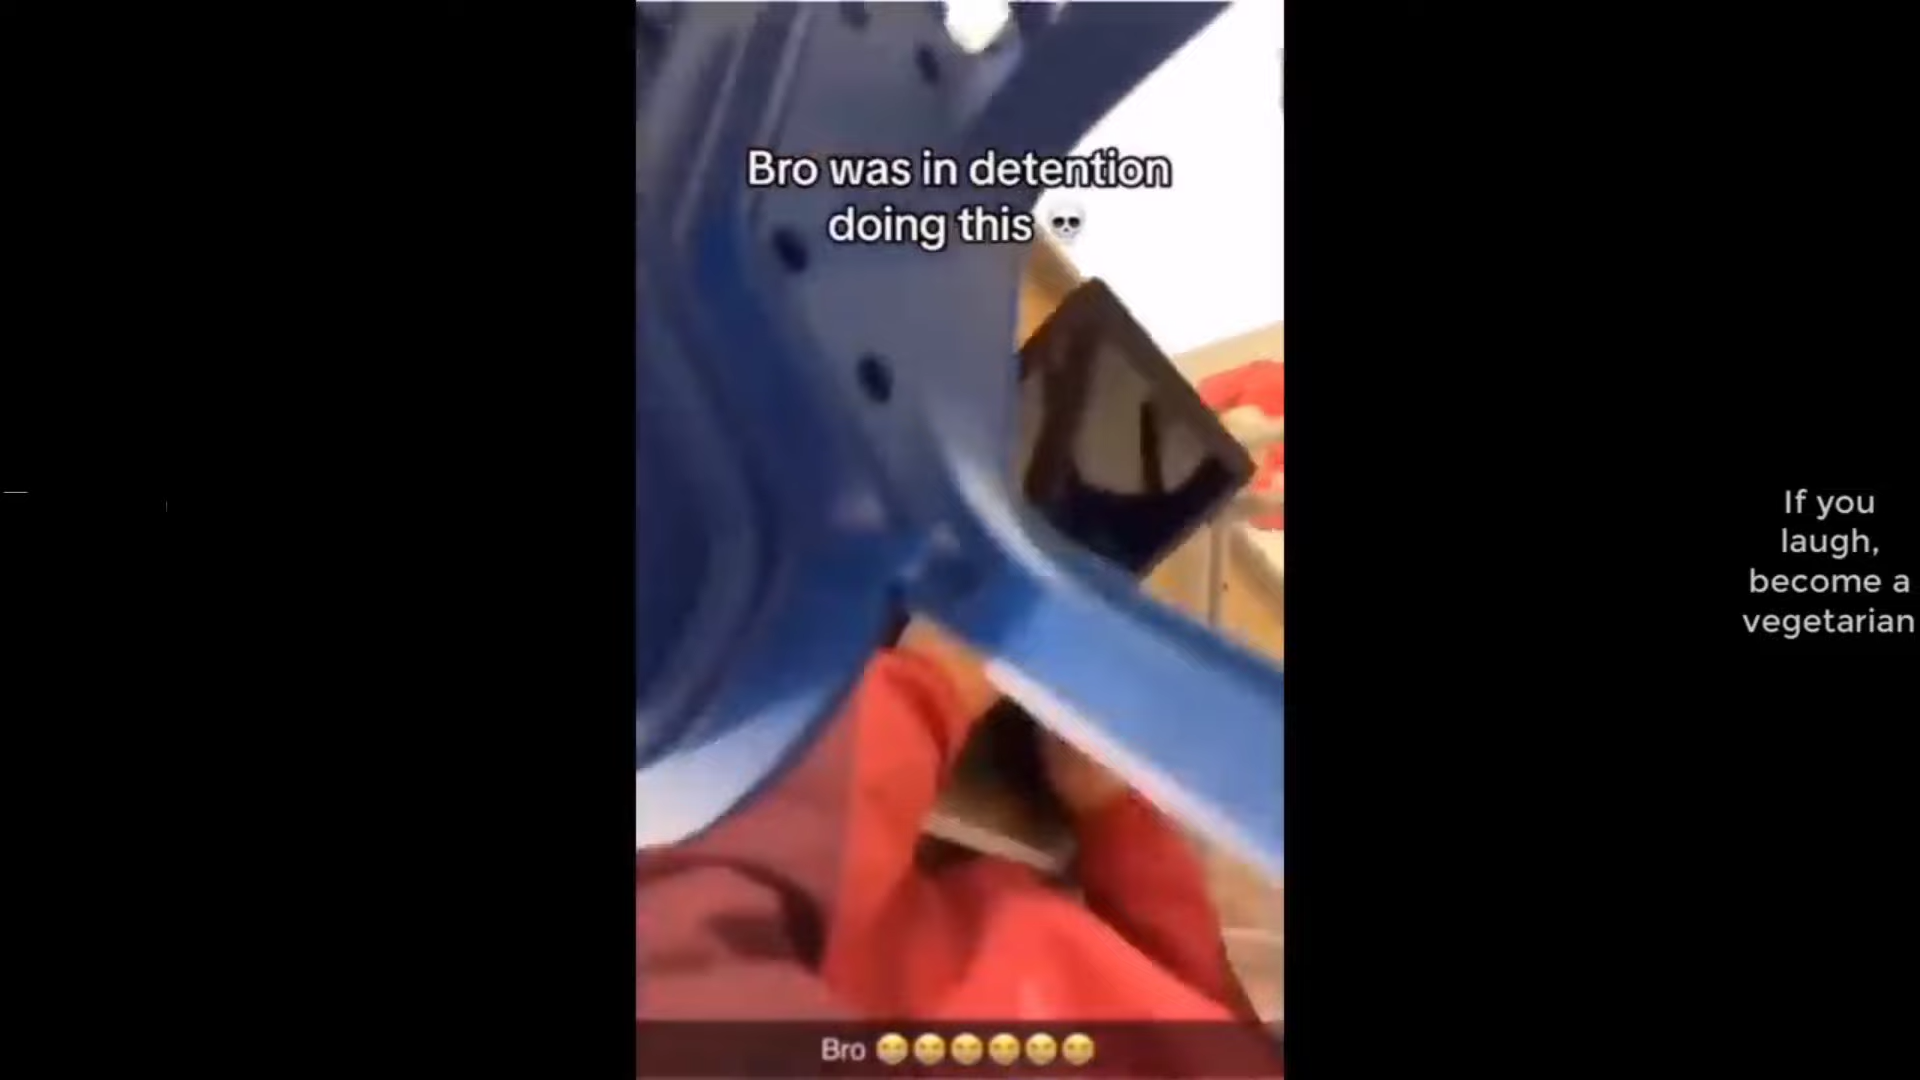 Bro was in detention
doing this 💀
If you
laugh,
become a
vegetarian
Bro 😁😁😁😁😁😁